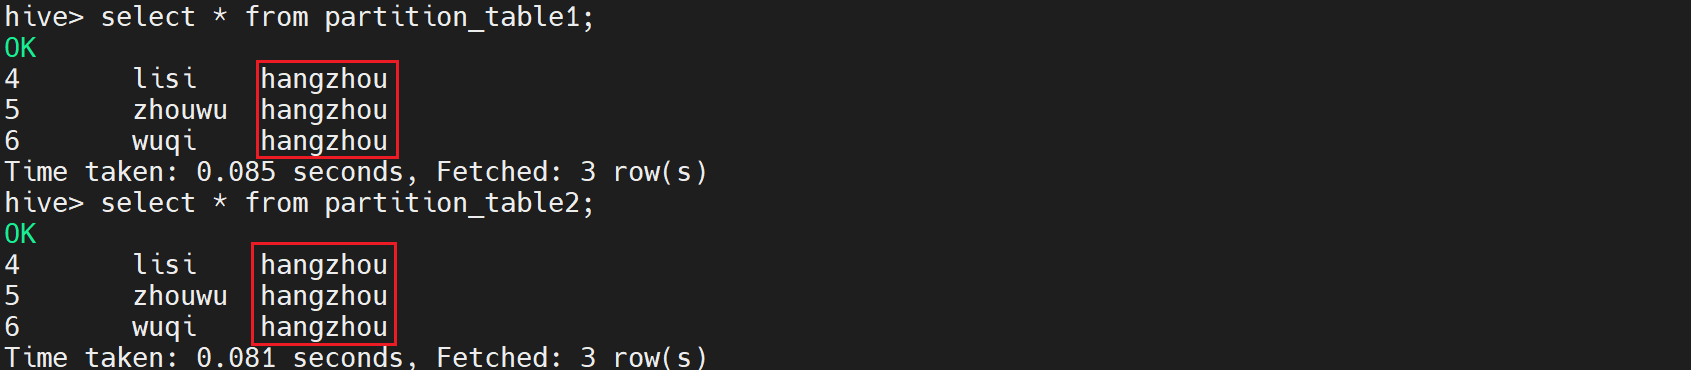 hive> select * from partition_table1;
OK
4 lisi hangzhou
5 zhouwu hangzhou
6 wuqi hangzhou
Time taken: 0.085 seconds, Fetched: 3 row(s)
hive> select * from partition_table2;
OK
4 lisi hangzhou
5 zhouwu hangzhou
6 wuqi hangzhou
Time taken: 0.081 seconds, Fetched: 3 row(s)